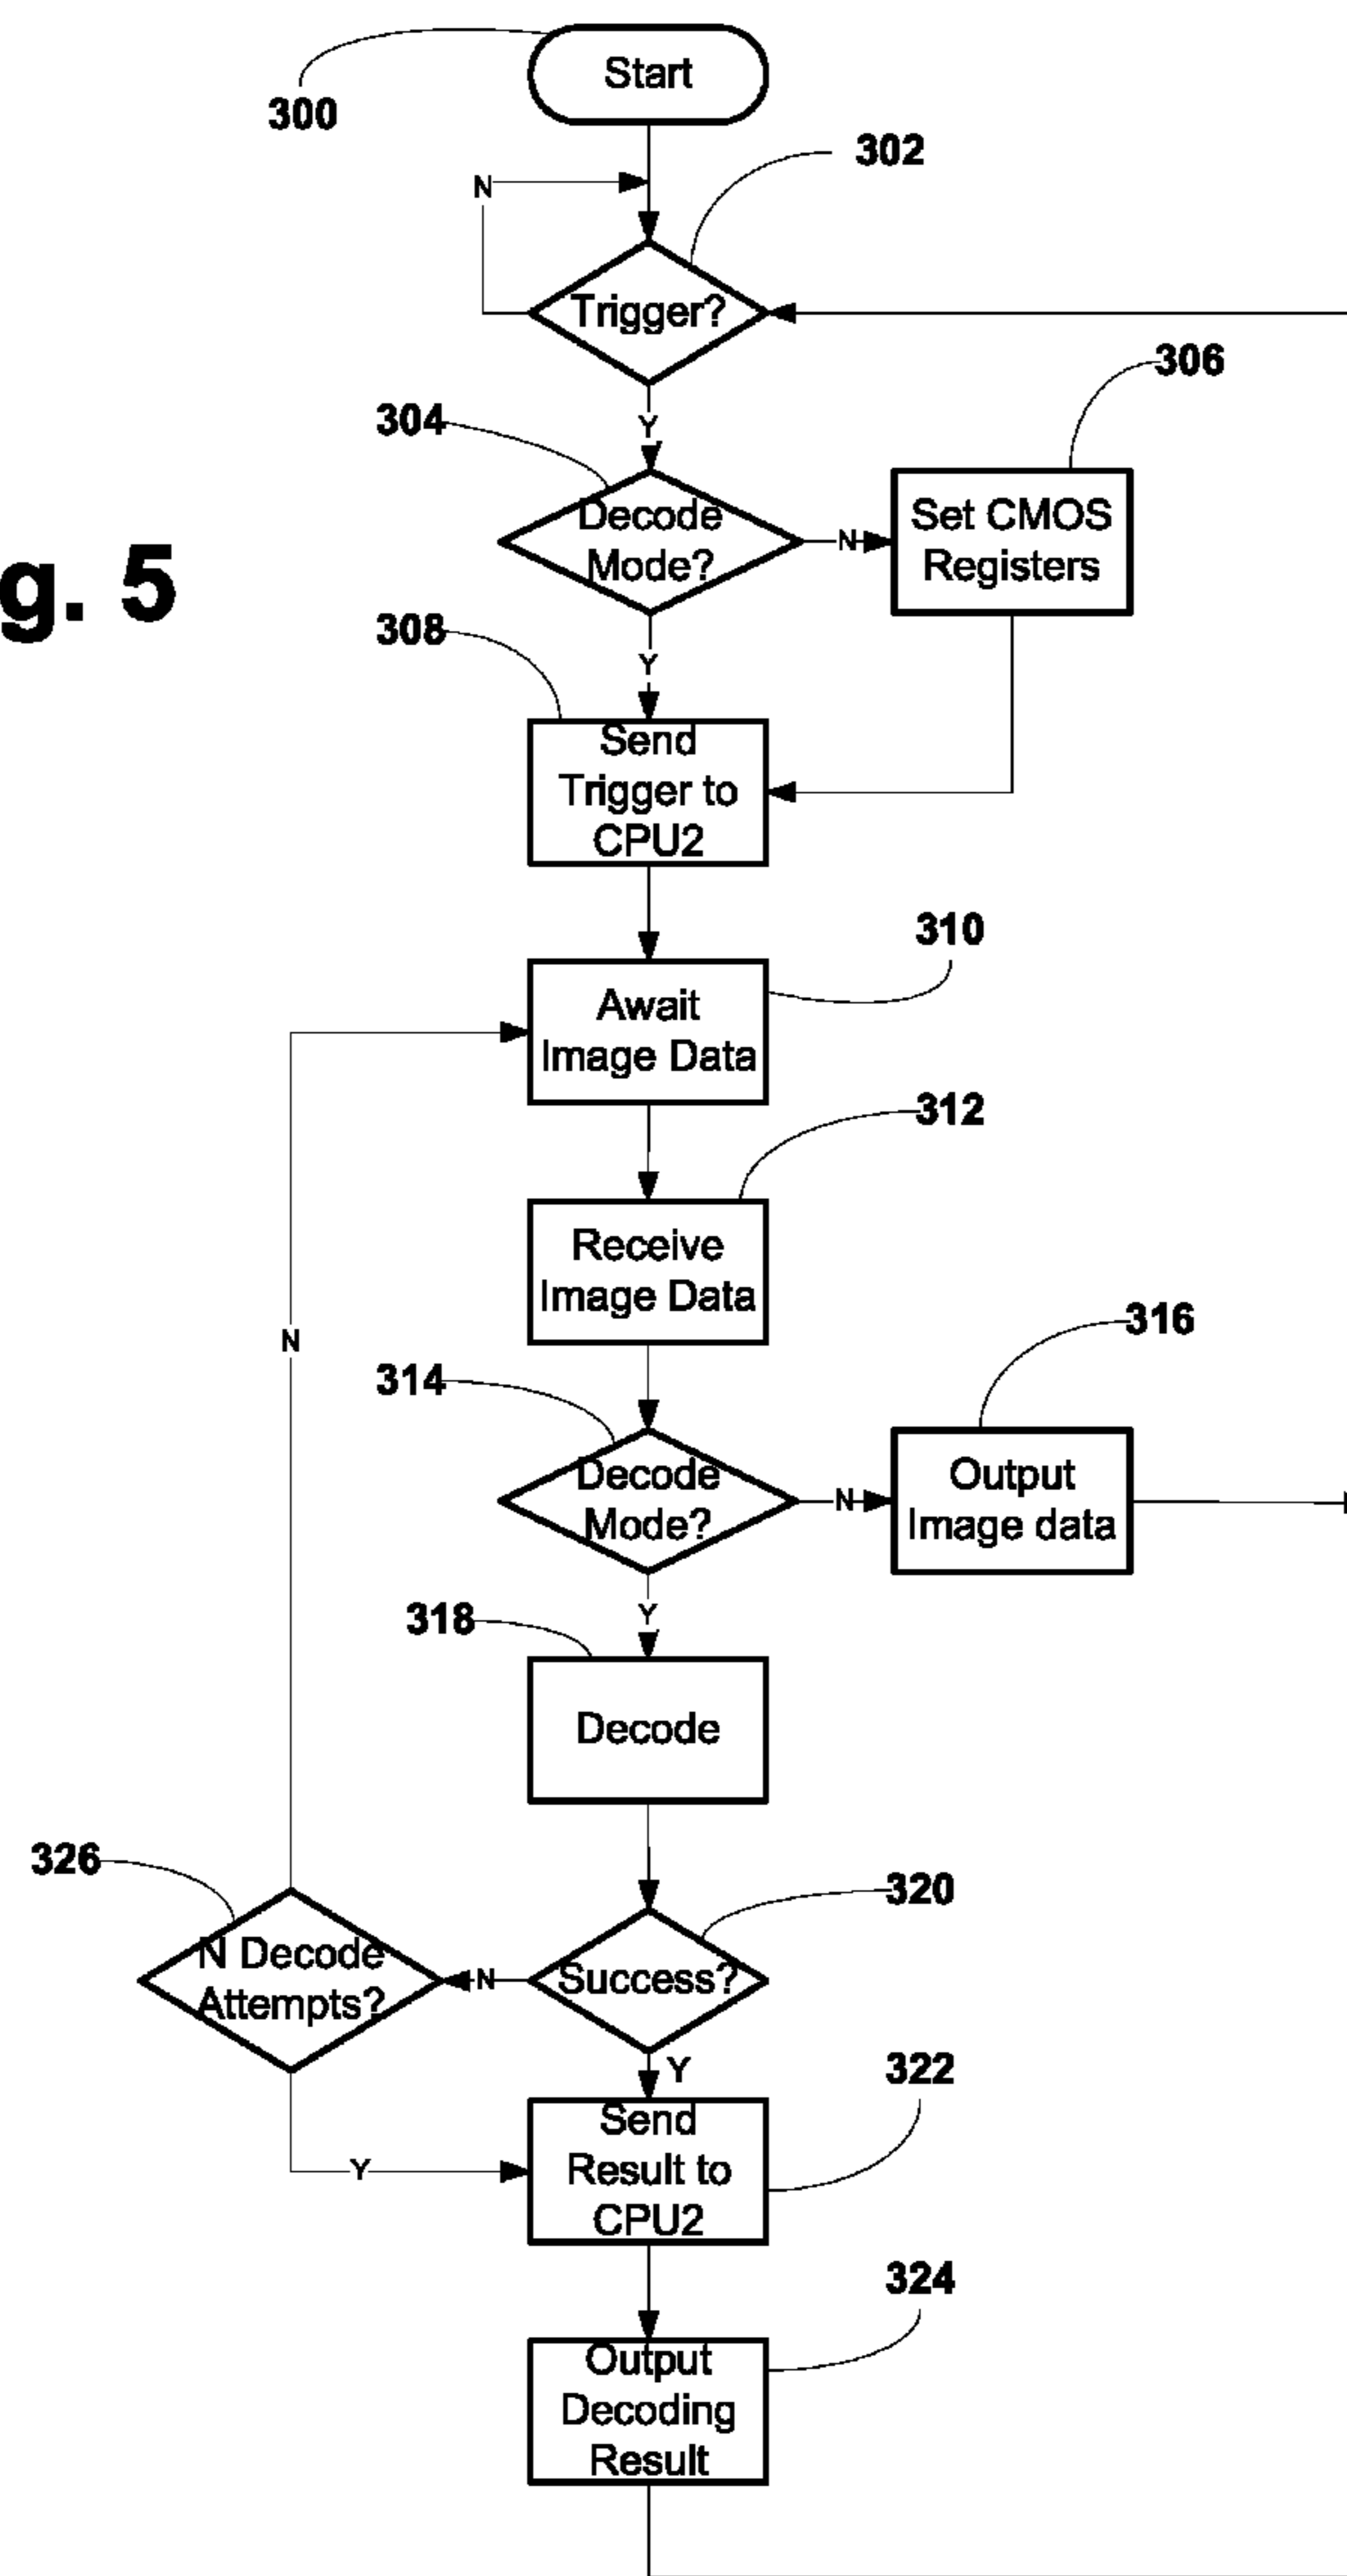 Start
300
302
N
Trigger?
306
Y
304
Decode
Mode?
N
Set CMOS
Registers
g. 5
308
Y
Send
Trigger to
CPU2
310
Await
Image Data
312
Receive
Image Data
N
316
314
Decode
Mode?
N
Output
Image data
Y
318
Decode
326
320
N Decode
Attempts?
N
Success?
Y
322
Send
Result to
CPU2
Y
324
Output
Decoding
Result